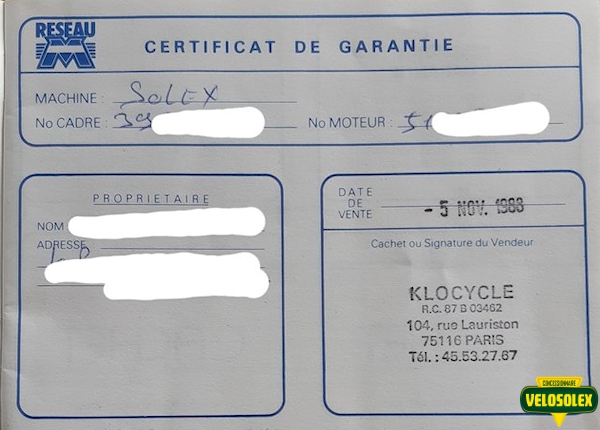 RESEAU
M
CERTIFICAT DE GARANTIE
MACHINE : SOLEX
No CADRE : 39 No MOTEUR : 51
PROPRIETAIRE
NOM
ADRESSE
DATE
DE
VENTE
- 5 NOV. 1988
Cachet ou Signature du Vendeur
KLOCYCLE
R.C. 87 B 03462
104, rue Lauriston
75116 PARIS
Tél. : 45.53.27.67
CONCESSIONNAIRE
VELOSOLEX